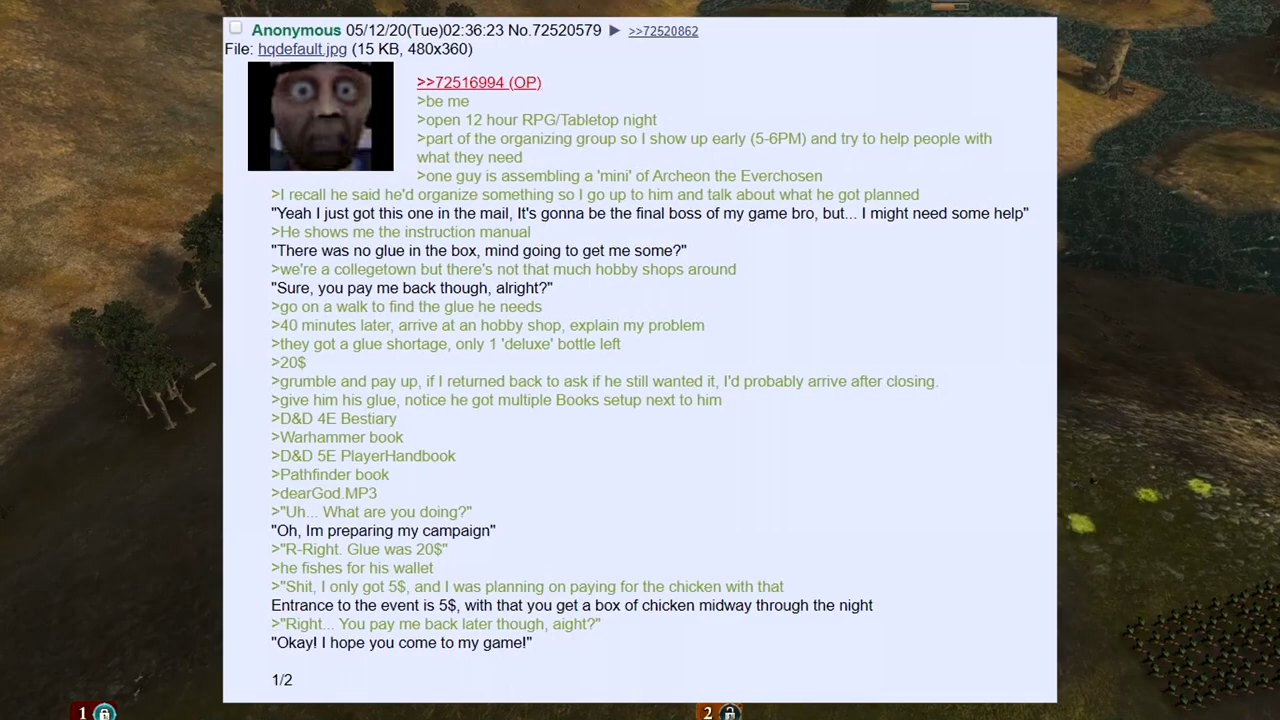 Anonymous 05/12/20(Tue)02:36:23 No.72520579 ▶ >>72520862
File: hqdefault.jpg (15 KB, 480x360)
>>72516994 (OP)
>be me
>open 12 hour RPG/Tabletop night
>part of the organizing group so I show up early (5-6PM) and try to help people with
what they need
>one guy is assembling a 'mini' of Archeon the Everchosen
>I recall he said he'd organize something so I go up to him and talk about what he got planned
"Yeah I just got this one in the mail, It's gonna be the final boss of my game bro, but... I might need some help"
>He shows me the instruction manual
"There was no glue in the box, mind going to get me some?"
>we're a collegetown but there's not that much hobby shops around
"Sure, you pay me back though, alright?"
>go on a walk to find the glue he needs
>40 minutes later, arrive at an hobby shop, explain my problem
>they got a glue shortage, only 1 'deluxe' bottle left
>20$
>grumble and pay up, if I returned back to ask if he still wanted it, I'd probably arrive after closing.
>give him his glue, notice he got multiple Books setup next to him
>D&D 4E Bestiary
>Warhammer book
>D&D 5E PlayerHandbook
>Pathfinder book
>dearGod.MP3
>"Uh... What are you doing?"
"Oh, Im preparing my campaign"
>"R-Right. Glue was 20$"
>he fishes for his wallet
>"Shit, I only got 5$, and I was planning on paying for the chicken with that
Entrance to the event is 5$, with that you get a box of chicken midway through the night
>"Right... You pay me back later though, aight?"
"Okay! I hope you come to my game!"
1/2
1
2